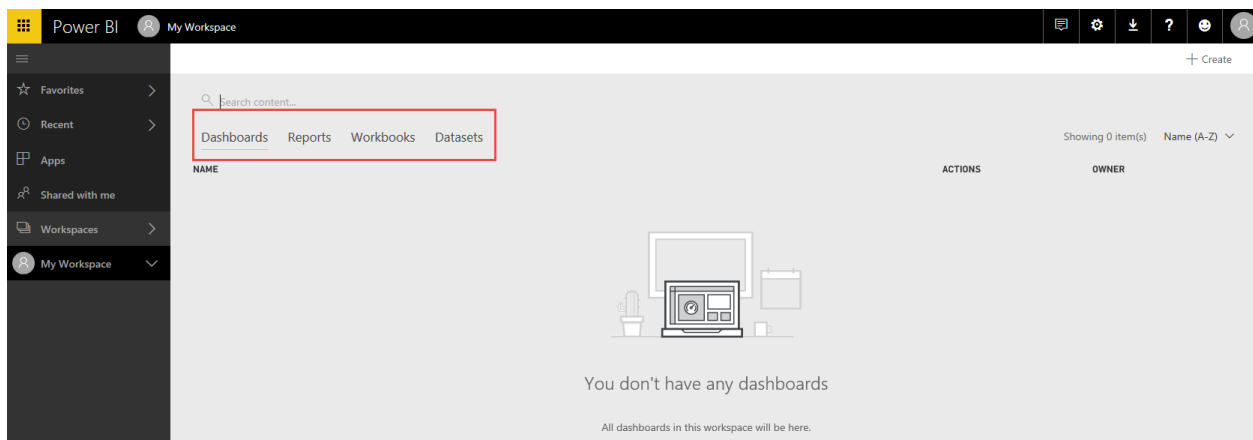 Power BI My Workspace ?
+ Create
Favorites
Search content...
Recent
Dashboards Reports Workbooks Datasets Showing 0 item(s) Name (A-Z)
Apps
NAME ACTIONS OWNER
Shared with me
Workspaces
My Workspace
You don't have any dashboards
All dashboards in this workspace will be here.